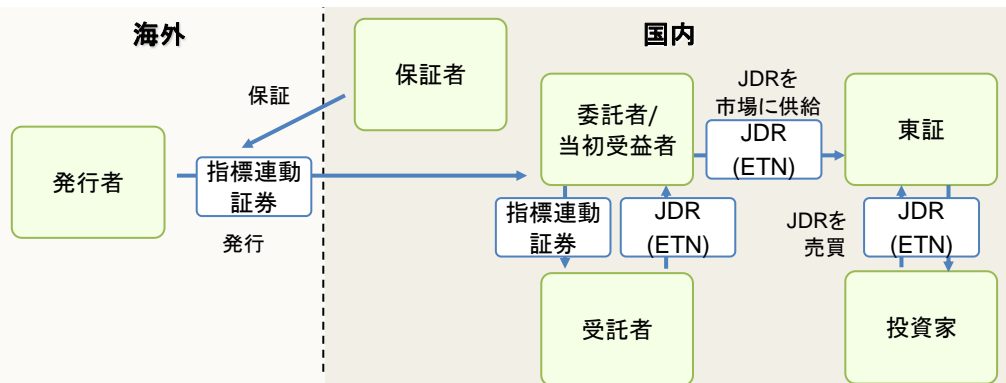 海外
国内
保証
保証者
発行者
指標連動
証券
発行
委託者/
当初受益者
JDRを
市場に供給
JDR
(ETN)
東証
指標連動
証券
JDR
(ETN)
JDRを
売買
JDR
(ETN)
受託者
投資家